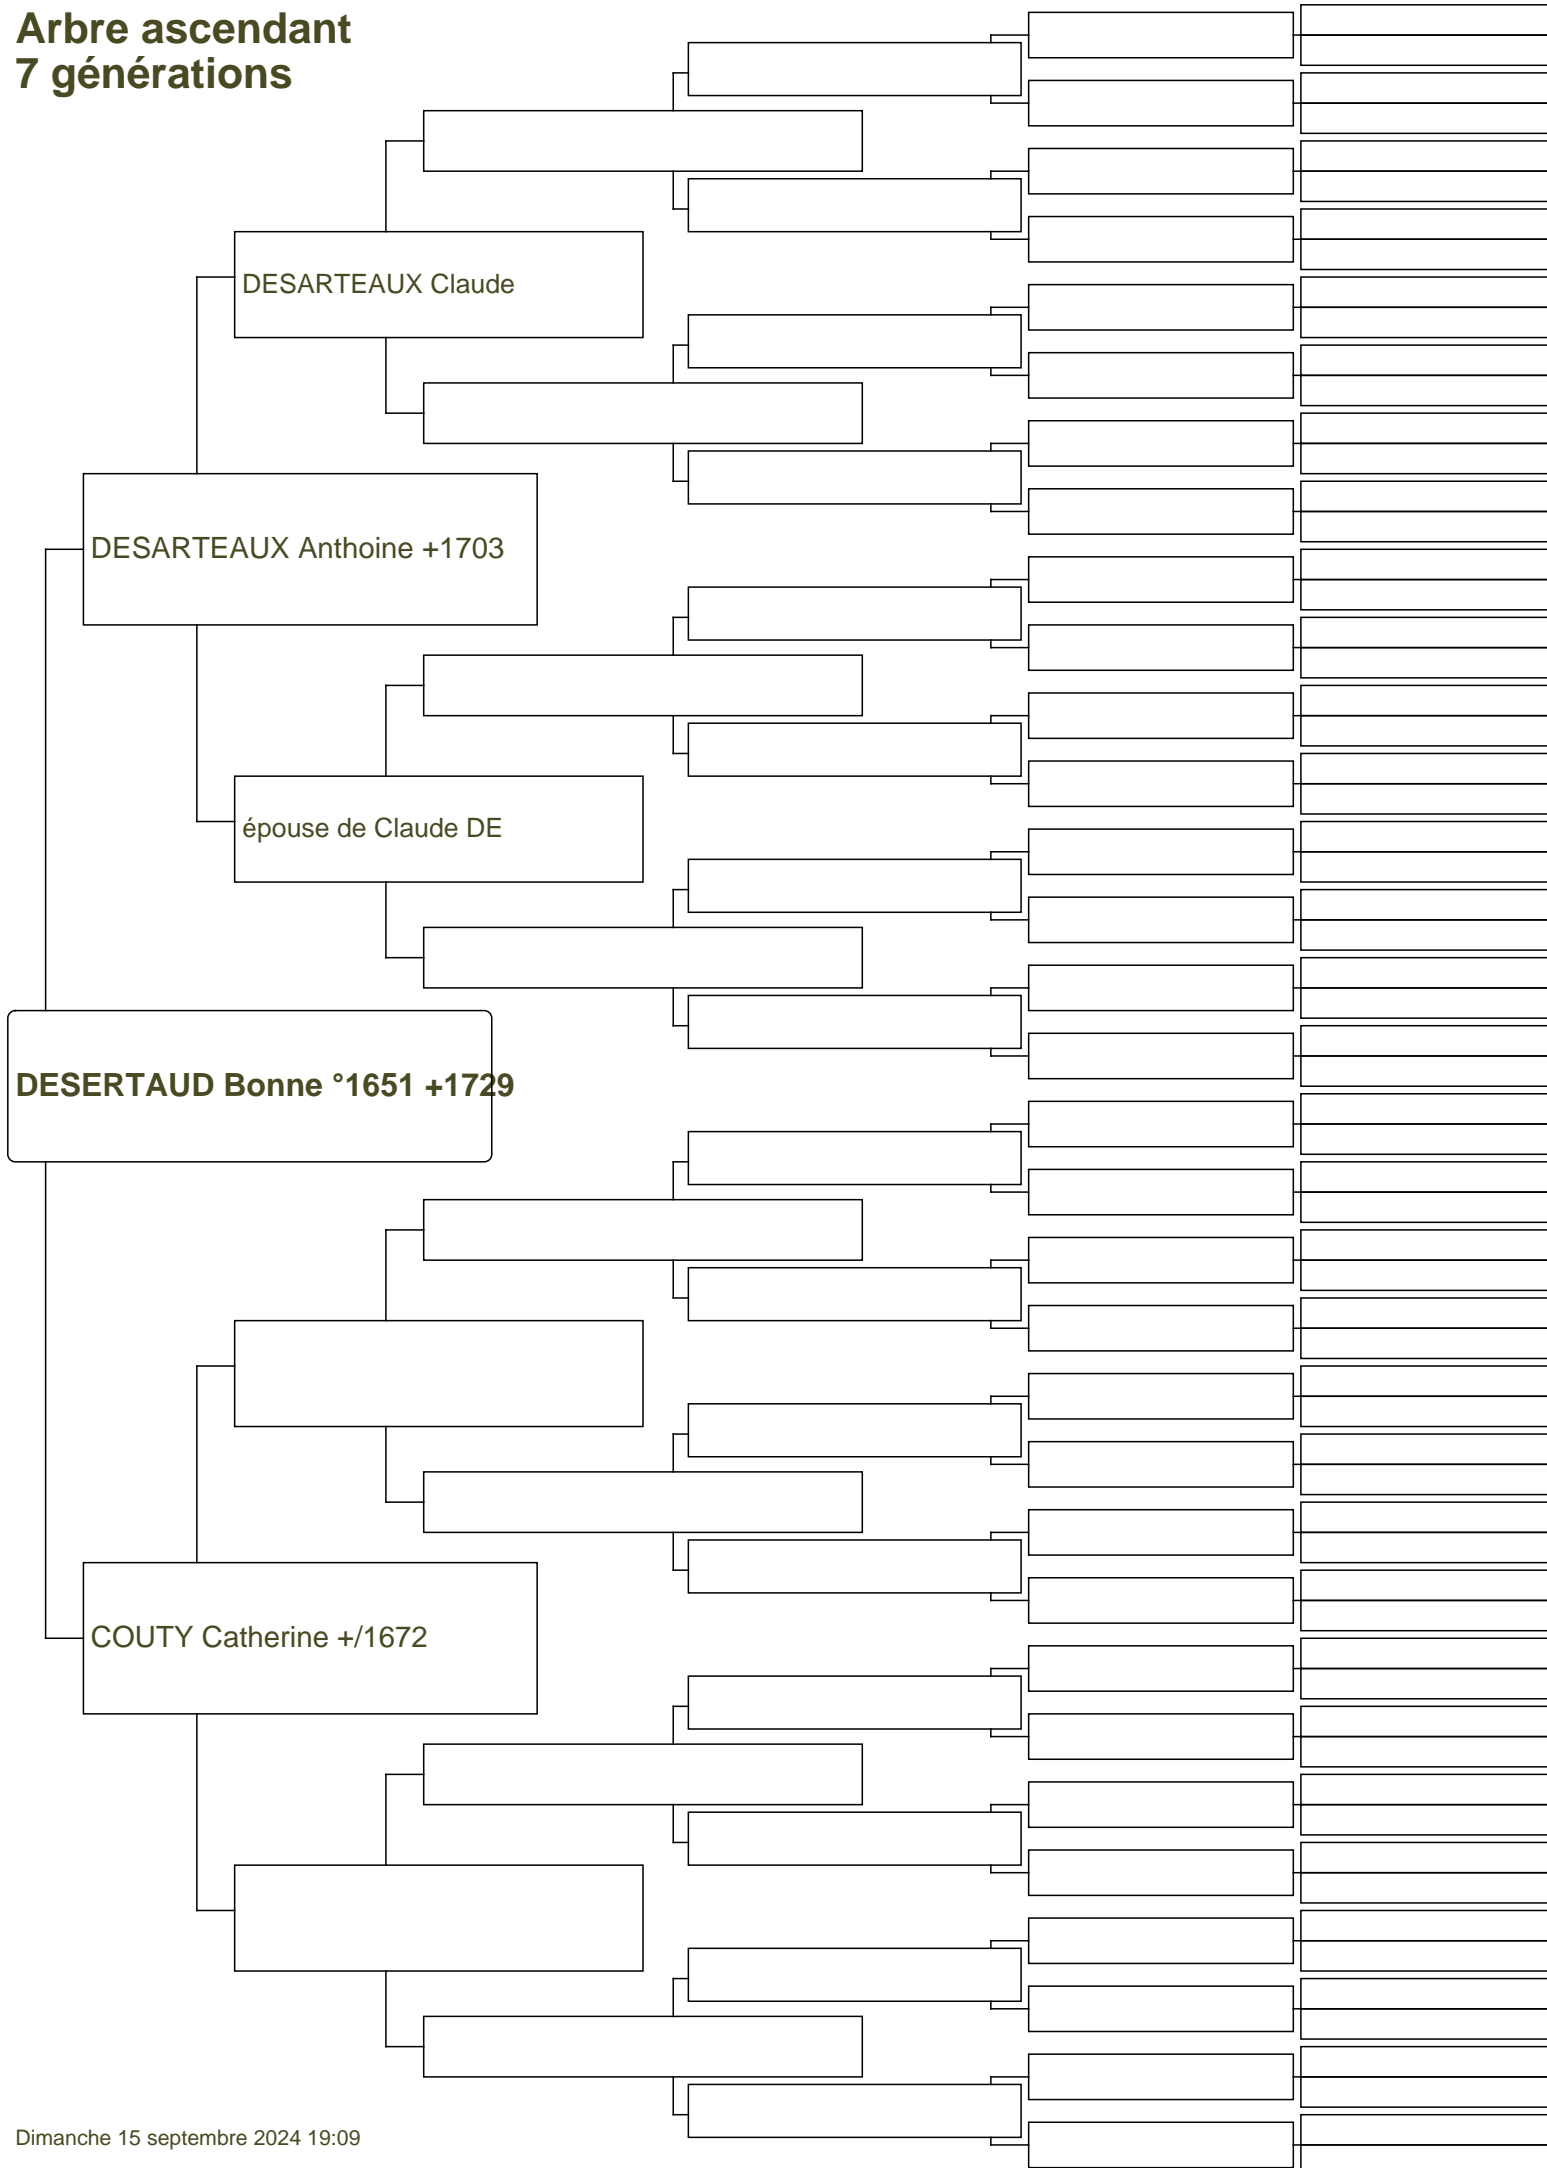 Arbre ascendant
7 générations
DESARTEAUX Claude
DESARTEAUX Anthoine +1703
épouse de Claude DE
DESERTAUD Bonne °1651 +1729
COUTY Catherine +/1672
Dimanche 15 septembre 2024 19:09